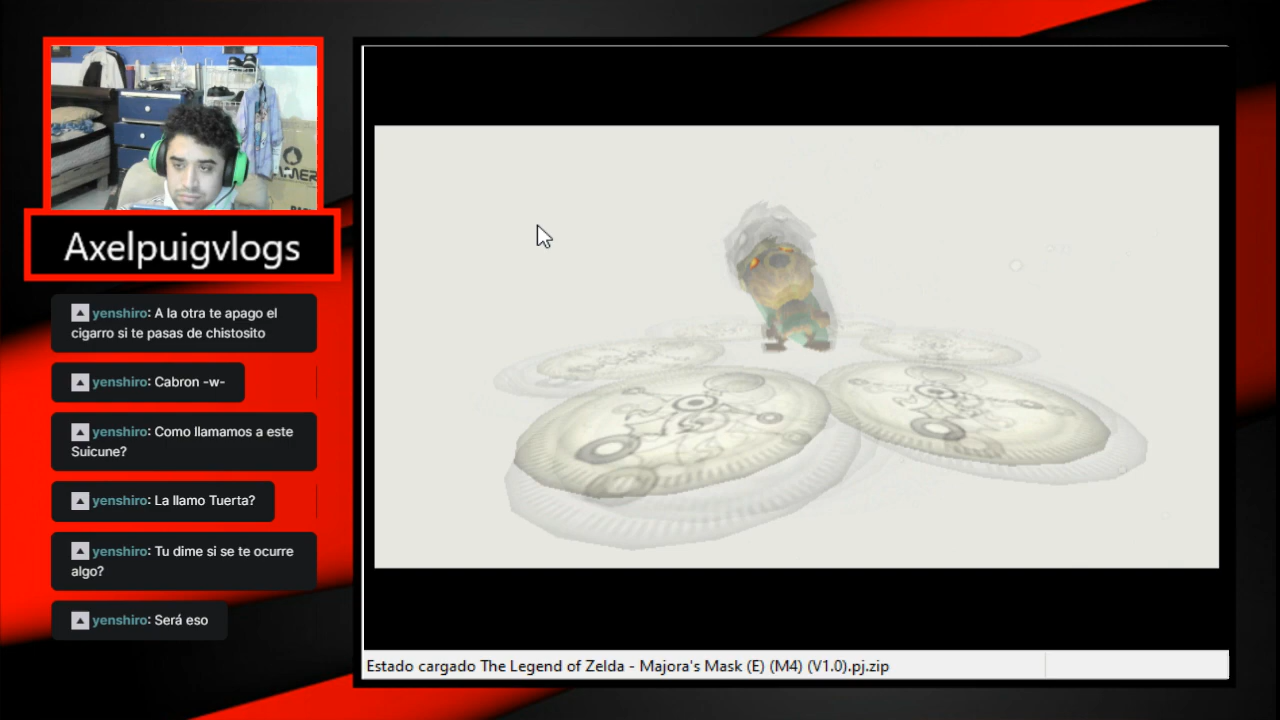 AMER
Axelpuigvlogs
yenshiro: A la otra te apago el
cigarro si te pasas de chistosito
yenshiro: Cabron -w-
yenshiro: Como llamamos a este
Suicune?
yenshiro: La llamo Tuerta?
yenshiro: Tu dime si se te ocurre
algo?
yenshiro: Será eso
Estado cargado The Legend of Zelda - Majora's Mask (E) (M4) (V1.0).pj.zip